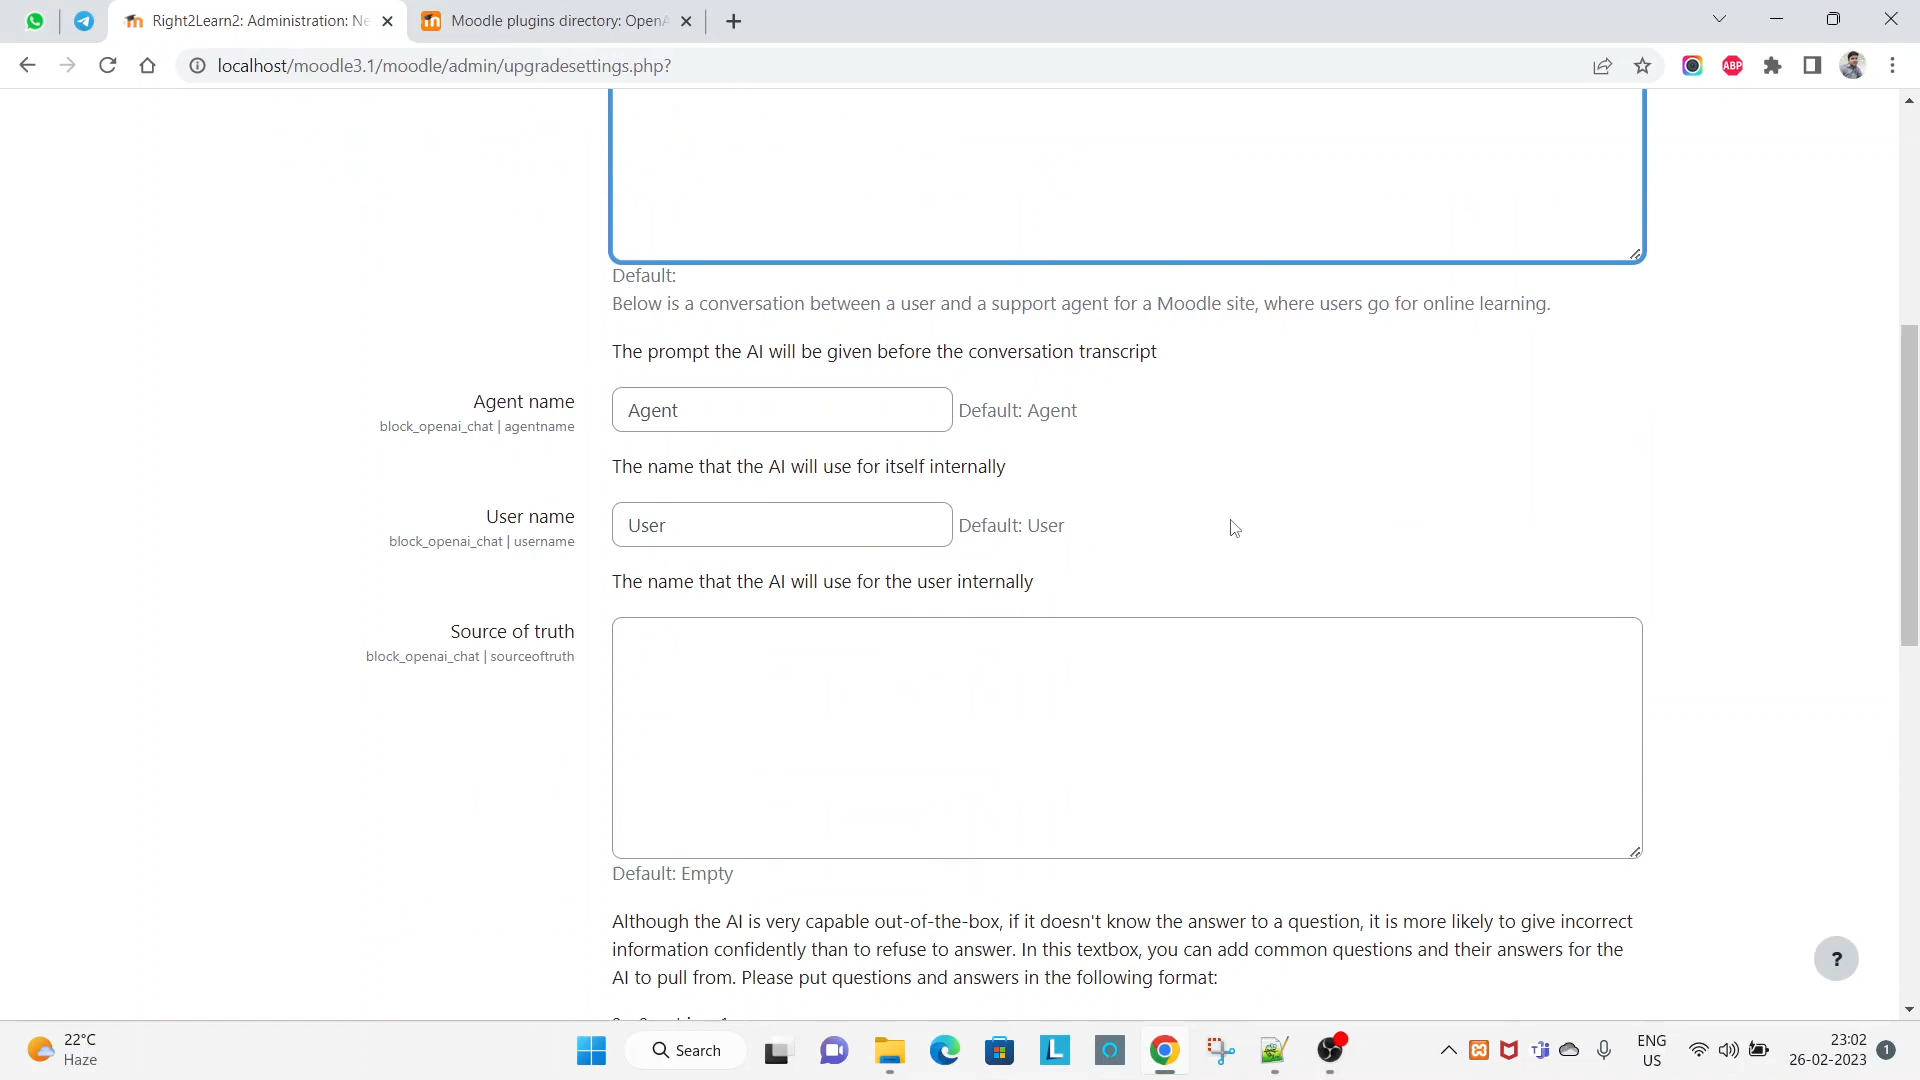 Right2Learn2: Administration: Ne
Moodle plugins directory: OpenA
localhost/moodle3.1/moodle/admin/upgradesettings.php?
ABP
Default:
Below is a conversation between a user and a support agent for a Moodle site, where users go for online learning.
The prompt the AI will be given before the conversation transcript
Agent name
Agent
Default: Agent
block_openai_chat | agentname
The name that the AI will use for itself internally
User name
User
Default: User
block_openai_chat | username
The name that the AI will use for the user internally
Source of truth
block_openai_chat | sourceoftruth
Default: Empty
Although the AI is very capable out-of-the-box, if it doesn't know the answer to a question, it is more likely to give incorrect
information confidently than to refuse to answer. In this textbox, you can add common questions and their answers for the
AI to pull from. Please put questions and answers in the following format:
?
22°C
Haze
Search
L
ENG
US
23:02
26-02-2023
1